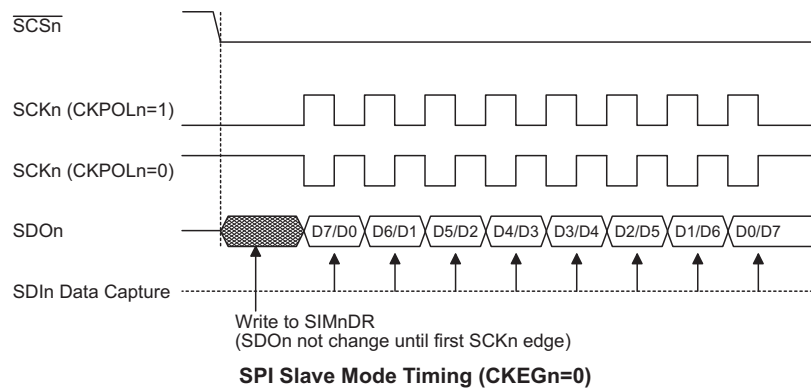 SCSn
SCKn (CKPOLn=1)
SCKn (CKPOLn=0)
SDOn
D7/D0 D6/D1 D5/D2 D4/D3 D3/D4 D2/D5 D1/D6 D0/D7
SDIn Data Capture
Write to SIMnDR
(SDOn not change until first SCKn edge)
SPI Slave Mode Timing (CKEGn=0)